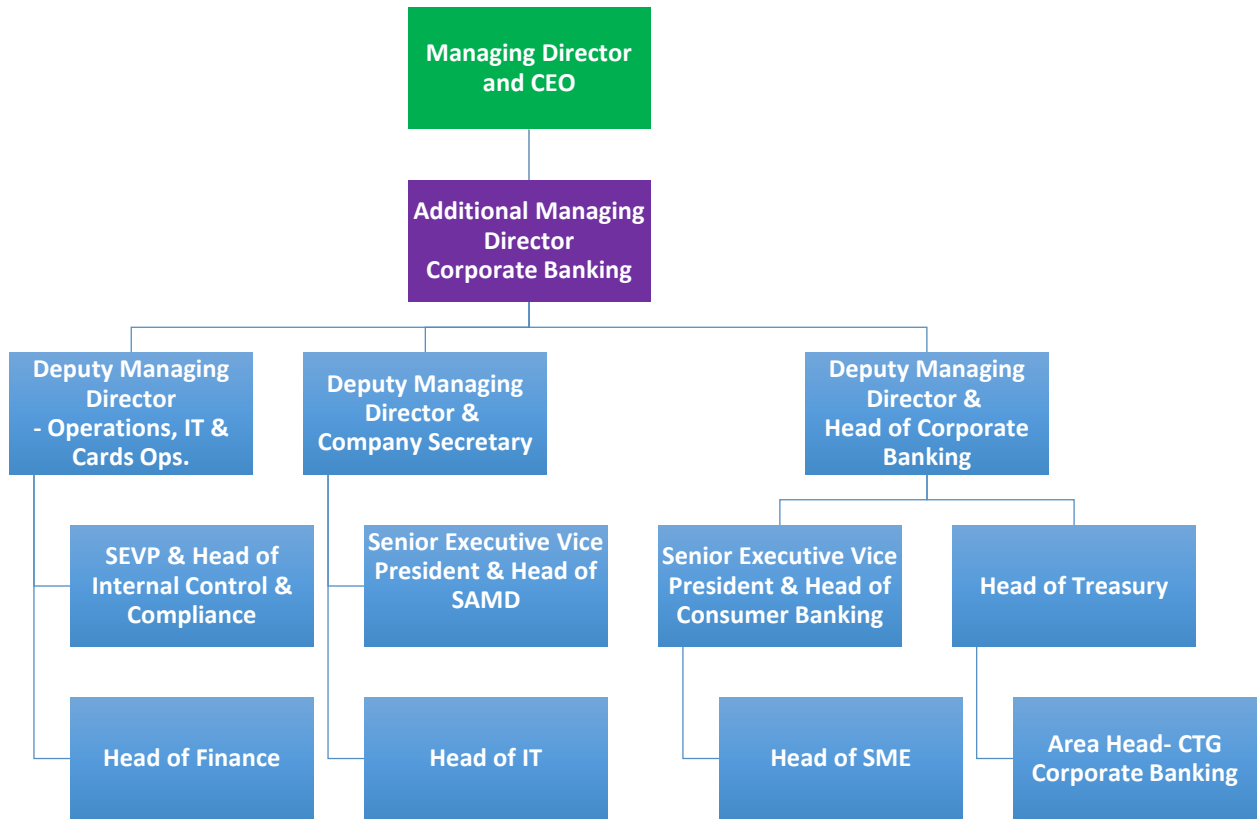 Managing Director
and CEO
Additional Managing
Director
Corporate Banking
Deputy Managing
Director
- Operations, IT &
Cards Ops.
Deputy Managing
Director &
Company Secretary
Deputy Managing
Director &
Head of Corporate
Banking
SEVP & Head of
Internal Control &
Compliance
Senior Executive Vice
President & Head of
SAMD
Senior Executive Vice
President & Head of
Consumer Banking
Head of Treasury
Head of Finance
Head of IT
Head of SME
Area Head- CTG
Corporate Banking